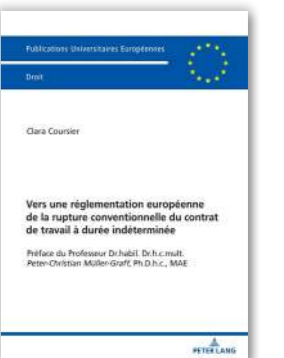 Publications Universitaires Européennes
Droit
Clara Coursier
Vers une réglementation européenne
de la rupture conventionnelle du contrat
de travail à durée indéterminée
Préface du Professeur Dr.habil. Dr.h.c.mult.
Peter-Christian Müller-Graff, Ph.D.h.c., MAE
PETER LANG